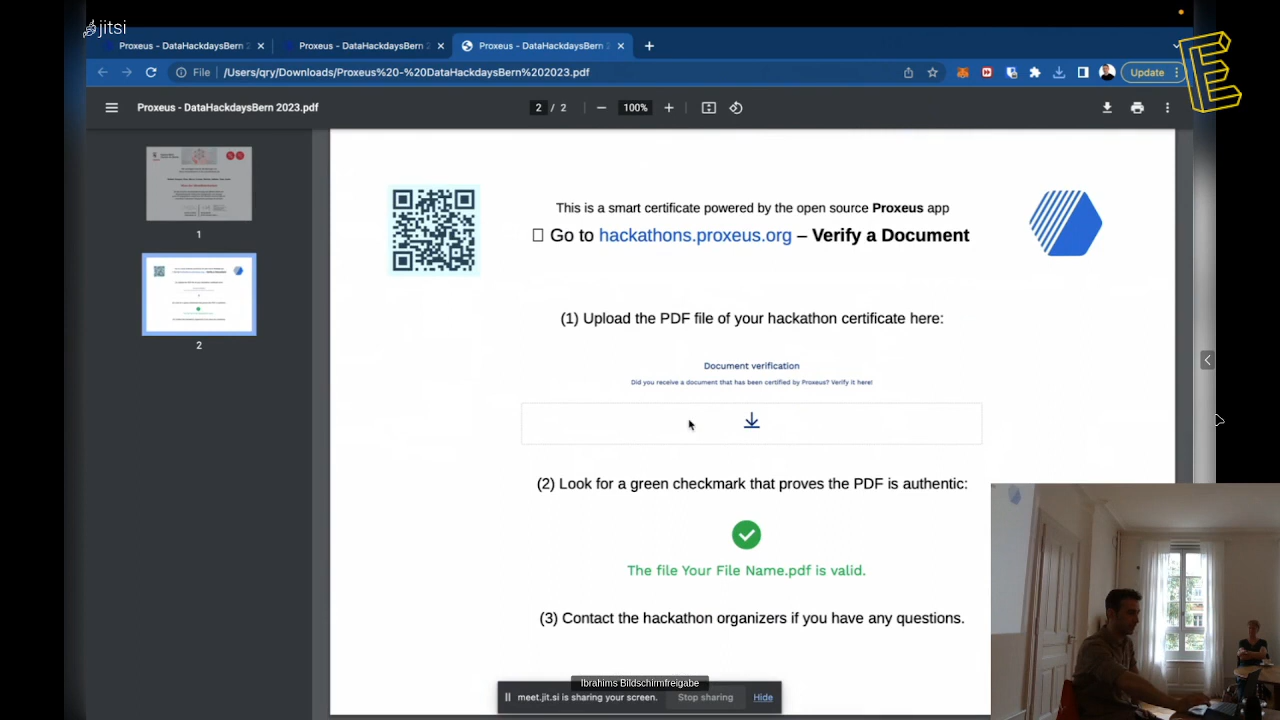 jitsi
Proxeus - DataHackdaysBern 2
Proxeus - DataHackdaysBern 2
Proxeus - DataHackdaysBern 2
File
/Users/qry/Downloads/Proxeus%20-%20DataHackdaysBern%202023.pdf
Update
Proxeus - DataHackdaysBern 2023.pdf
2 / 2
100%
1
2
This is a smart certificate powered by the open source Proxeus app
Go to hackathons.proxeus.org – Verify a Document
(1) Upload the PDF file of your hackathon certificate here:
Document verification
Did you receive a document that has been certified by Proxeus? Verify it here!
(2) Look for a green checkmark that proves the PDF is authentic:
The file Your File Name.pdf is valid.
(3) Contact the hackathon organizers if you have any questions.
Ibrahims Bildschirmfreigabe
meet.jit.si is sharing your screen.
Stop sharing
Hide
E